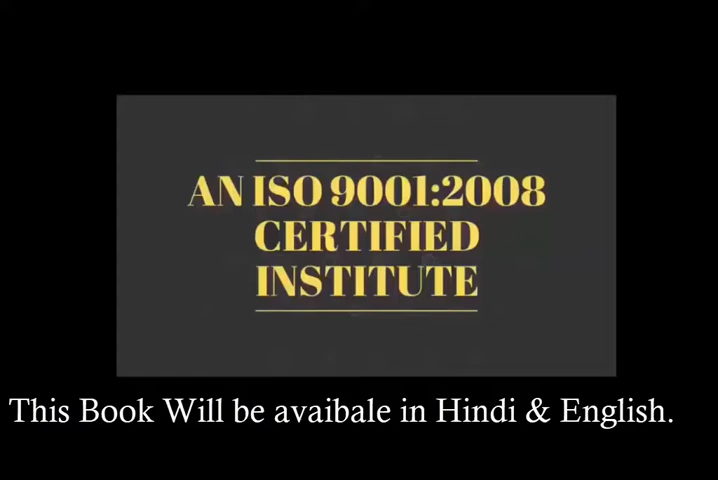 AN ISO 9001:2008
CERTIFIED
INSTITUTE
This Book Will be avaibale in Hindi & English.